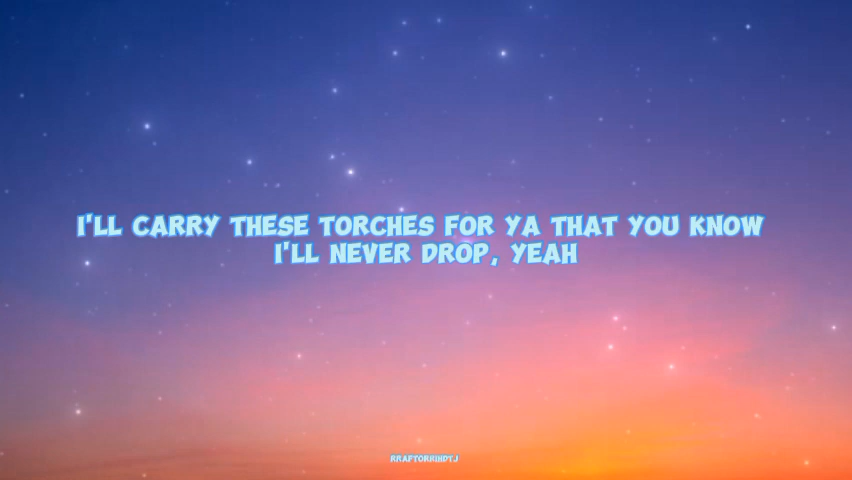 I'LL CARRY THESE TORCHES FOR YA THAT YOU KNOW
I'LL NEVER DROP, YEAH